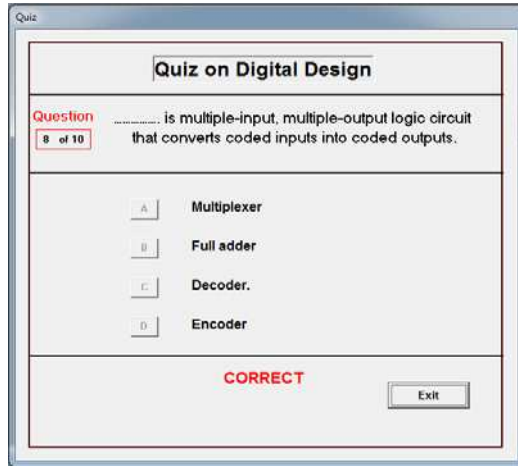 Quiz
Quiz on Digital Design
Question
8 of 10
................ is multiple-input, multiple-output logic circuit
that converts coded inputs into coded outputs.
A Multiplexer
B Full adder
C Decoder.
D Encoder
CORRECT
Exit